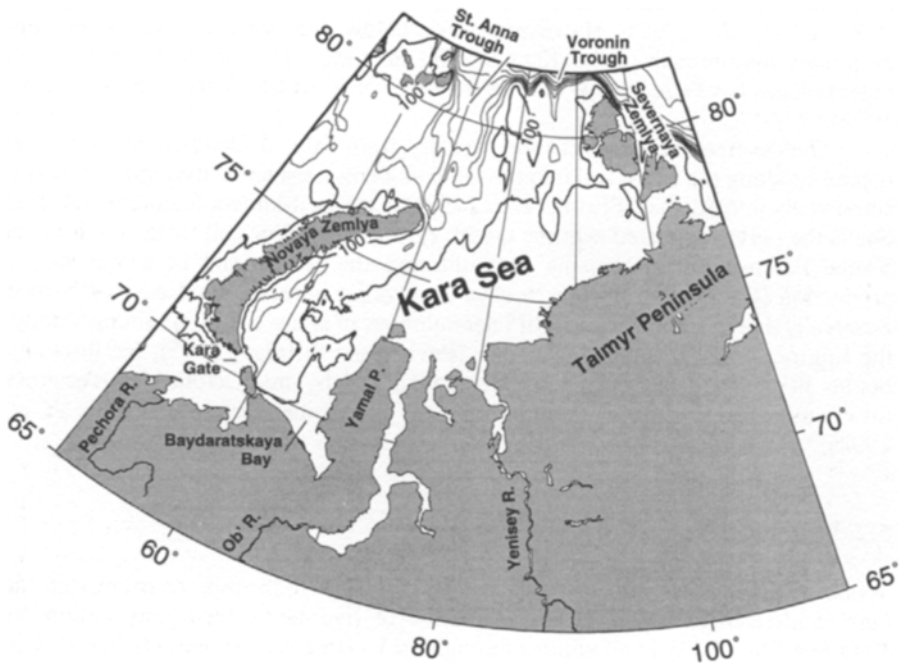 St. Anna
Trough
Voronin
Trough
80°
100
100
Severnaya
Zemlya
80°
75°
Novaya Zemlya
100
Kara Sea
75°
70°
Kara
Gate
Taimyr Peninsula
Yamal P.
Pechora R.
65°
Baydaratskaya
Bay
70°
Ob' R.
Yenisey R.
60°
65°
80°
100°